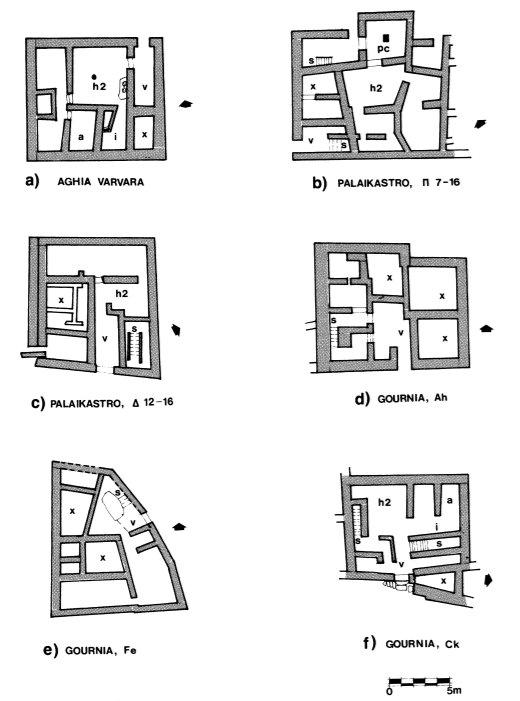 h2
v
a
i
x
a) AGHIA VARVARA
s
pc
x
h2
v
s
b) PALAIKASTRO, Π 7-16
x
h2
s
v
c) PALAIKASTRO, Δ 12-16
x
x
s
v
x
d) GOURNIA, Ah
s
x
v
x
e) GOURNIA, Fe
h2
a
i
s
s
v
x
f) GOURNIA, Ck
0 5m